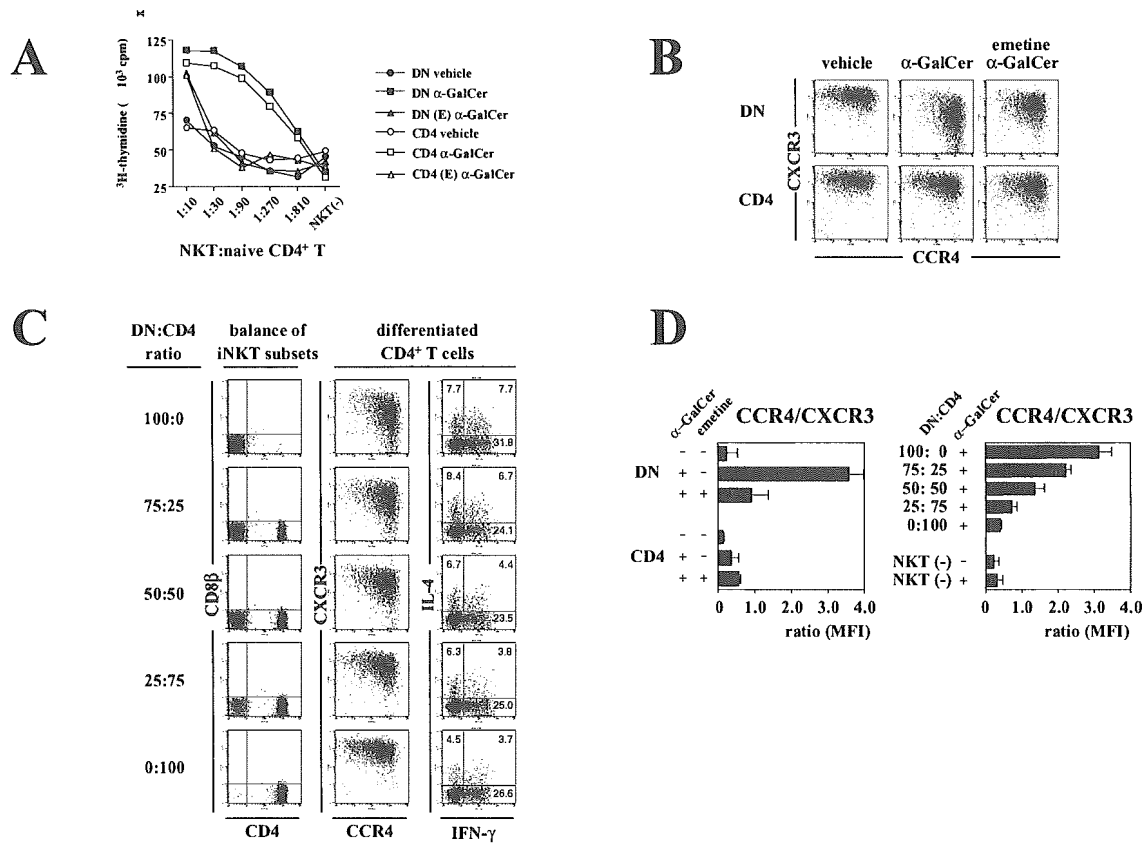 A
125
100
75
50
25
³H-thymidine ( 10³ cpm)
1:10
1:30
1:90
1:270
1:810
NKT(-)
NKT:naive CD4⁺ T
DN vehicle
DN α-GalCer
DN (E) α-GalCer
CD4 vehicle
CD4 α-GalCer
CD4 (E) α-GalCer
B
vehicle
α-GalCer
emetine
α-GalCer
DN
CD4
CXCR3
CCR4
C
DN:CD4
ratio
balance of
iNKT subsets
differentiated
CD4⁺ T cells
100:0
7.7 7.7
31.8
75:25
8.4 6.7
24.1
50:50
6.7 4.4
23.5
25:75
6.3 3.8
25.0
0:100
4.5 3.7
26.6
CD8β
CXCR3
IL-4
CD4
CCR4
IFN-γ
D
α-GalCer
emetine
CCR4/CXCR3
DN
- -
+ -
+ +
CD4
- -
+ -
+ +
0 1.0 2.0 3.0 4.0
ratio (MFI)
DN:CD4
α-GalCer
CCR4/CXCR3
100: 0 +
75: 25 +
50: 50 +
25: 75 +
0:100 +
NKT (-) -
NKT (-) +
0 1.0 2.0 3.0 4.0
ratio (MFI)